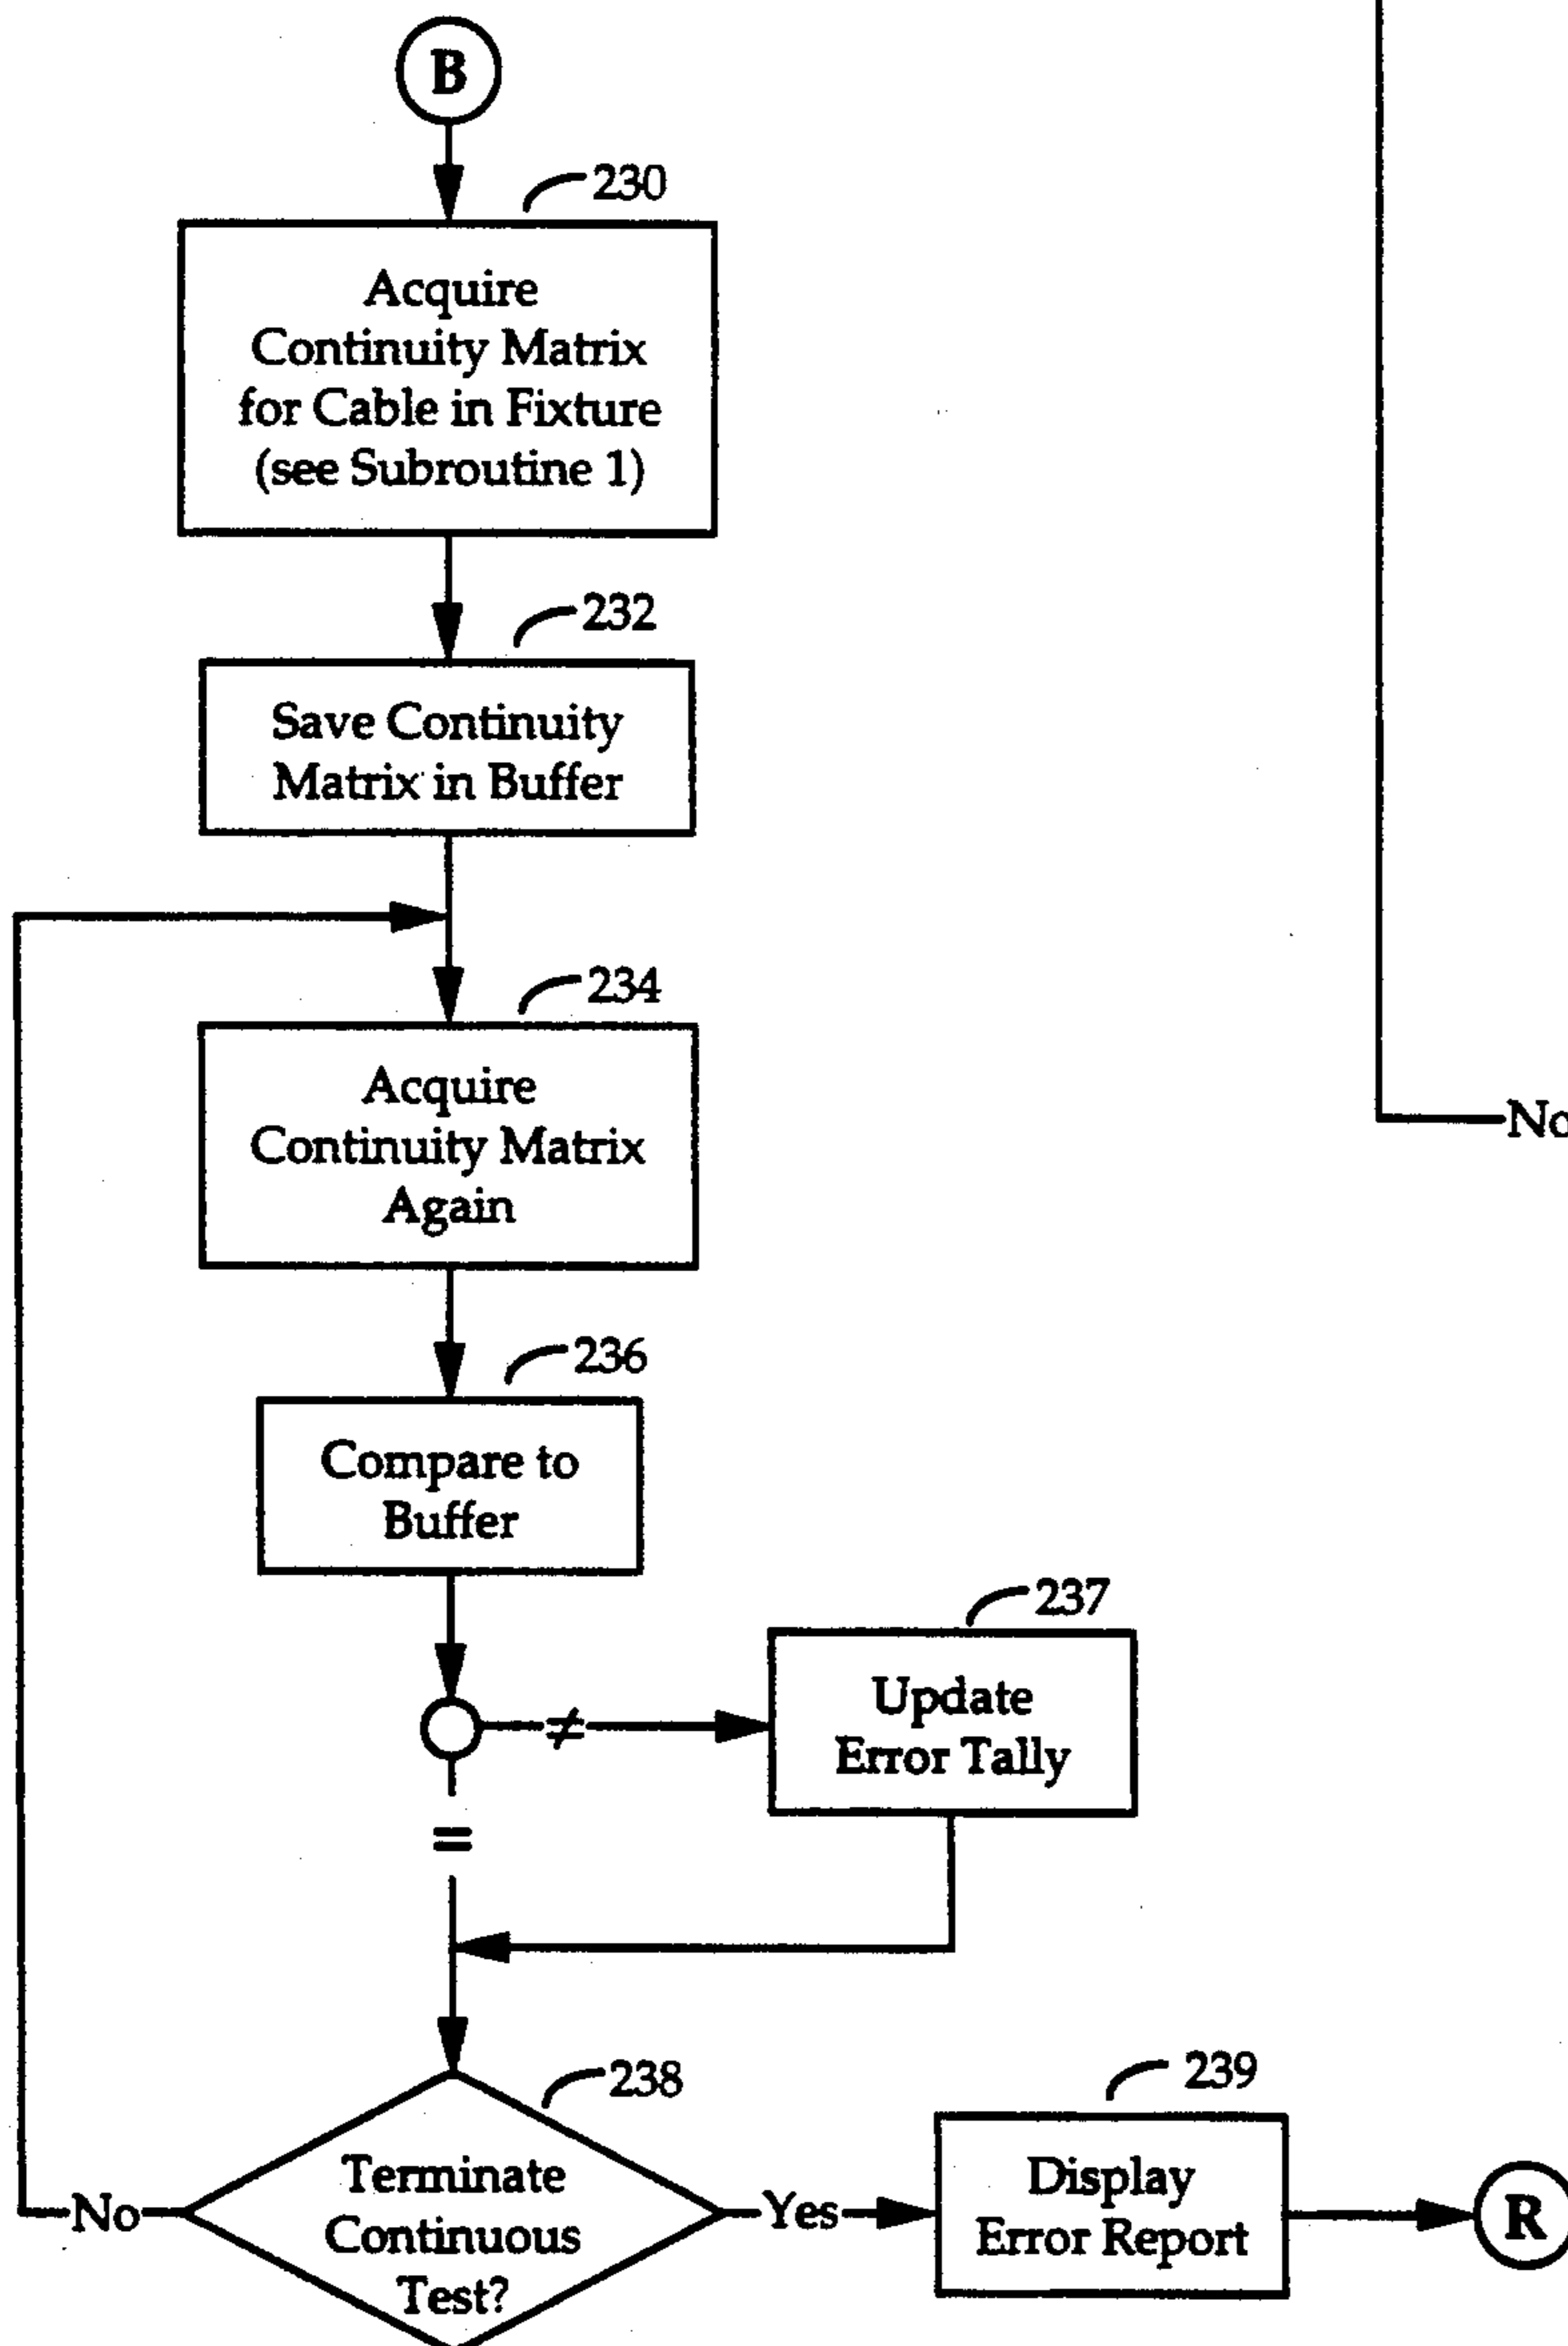 B
230
Acquire
Continuity Matrix
for Cable in Fixture
(see Subroutine 1)
232
Save Continuity
Matrix in Buffer
234
Acquire
Continuity Matrix
Again
No
236
Compare to
Buffer
237
≠
Update
Error Tally
=
238
239
Terminate
Continuous
Test?
No
Yes
Display
Error Report
R